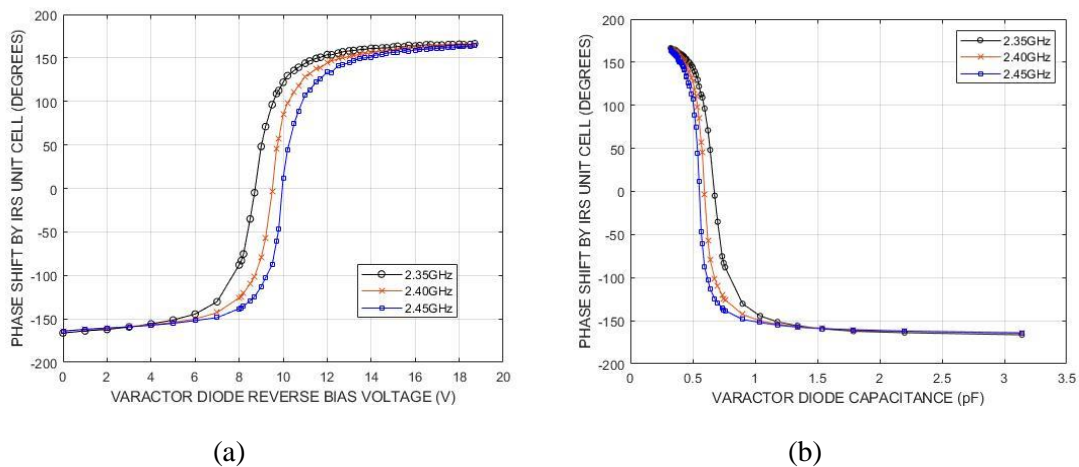 200
150
100
50
0
-50
-100
-150
-200
PHASE SHIFT BY IRS UNIT CELL (DEGREES)
2.35GHz
2.40GHz
2.45GHz
0 2 4 6 8 10 12 14 16 18 20
VARACTOR DIODE REVERSE BIAS VOLTAGE (V)
(a)
200
150
100
50
0
-50
-100
-150
-200
PHASE SHIFT BY IRS UNIT CELL (DEGREES)
2.35GHz
2.40GHz
2.45GHz
0 0.5 1 1.5 2 2.5 3 3.5
VARACTOR DIODE CAPACITANCE (pF)
(b)